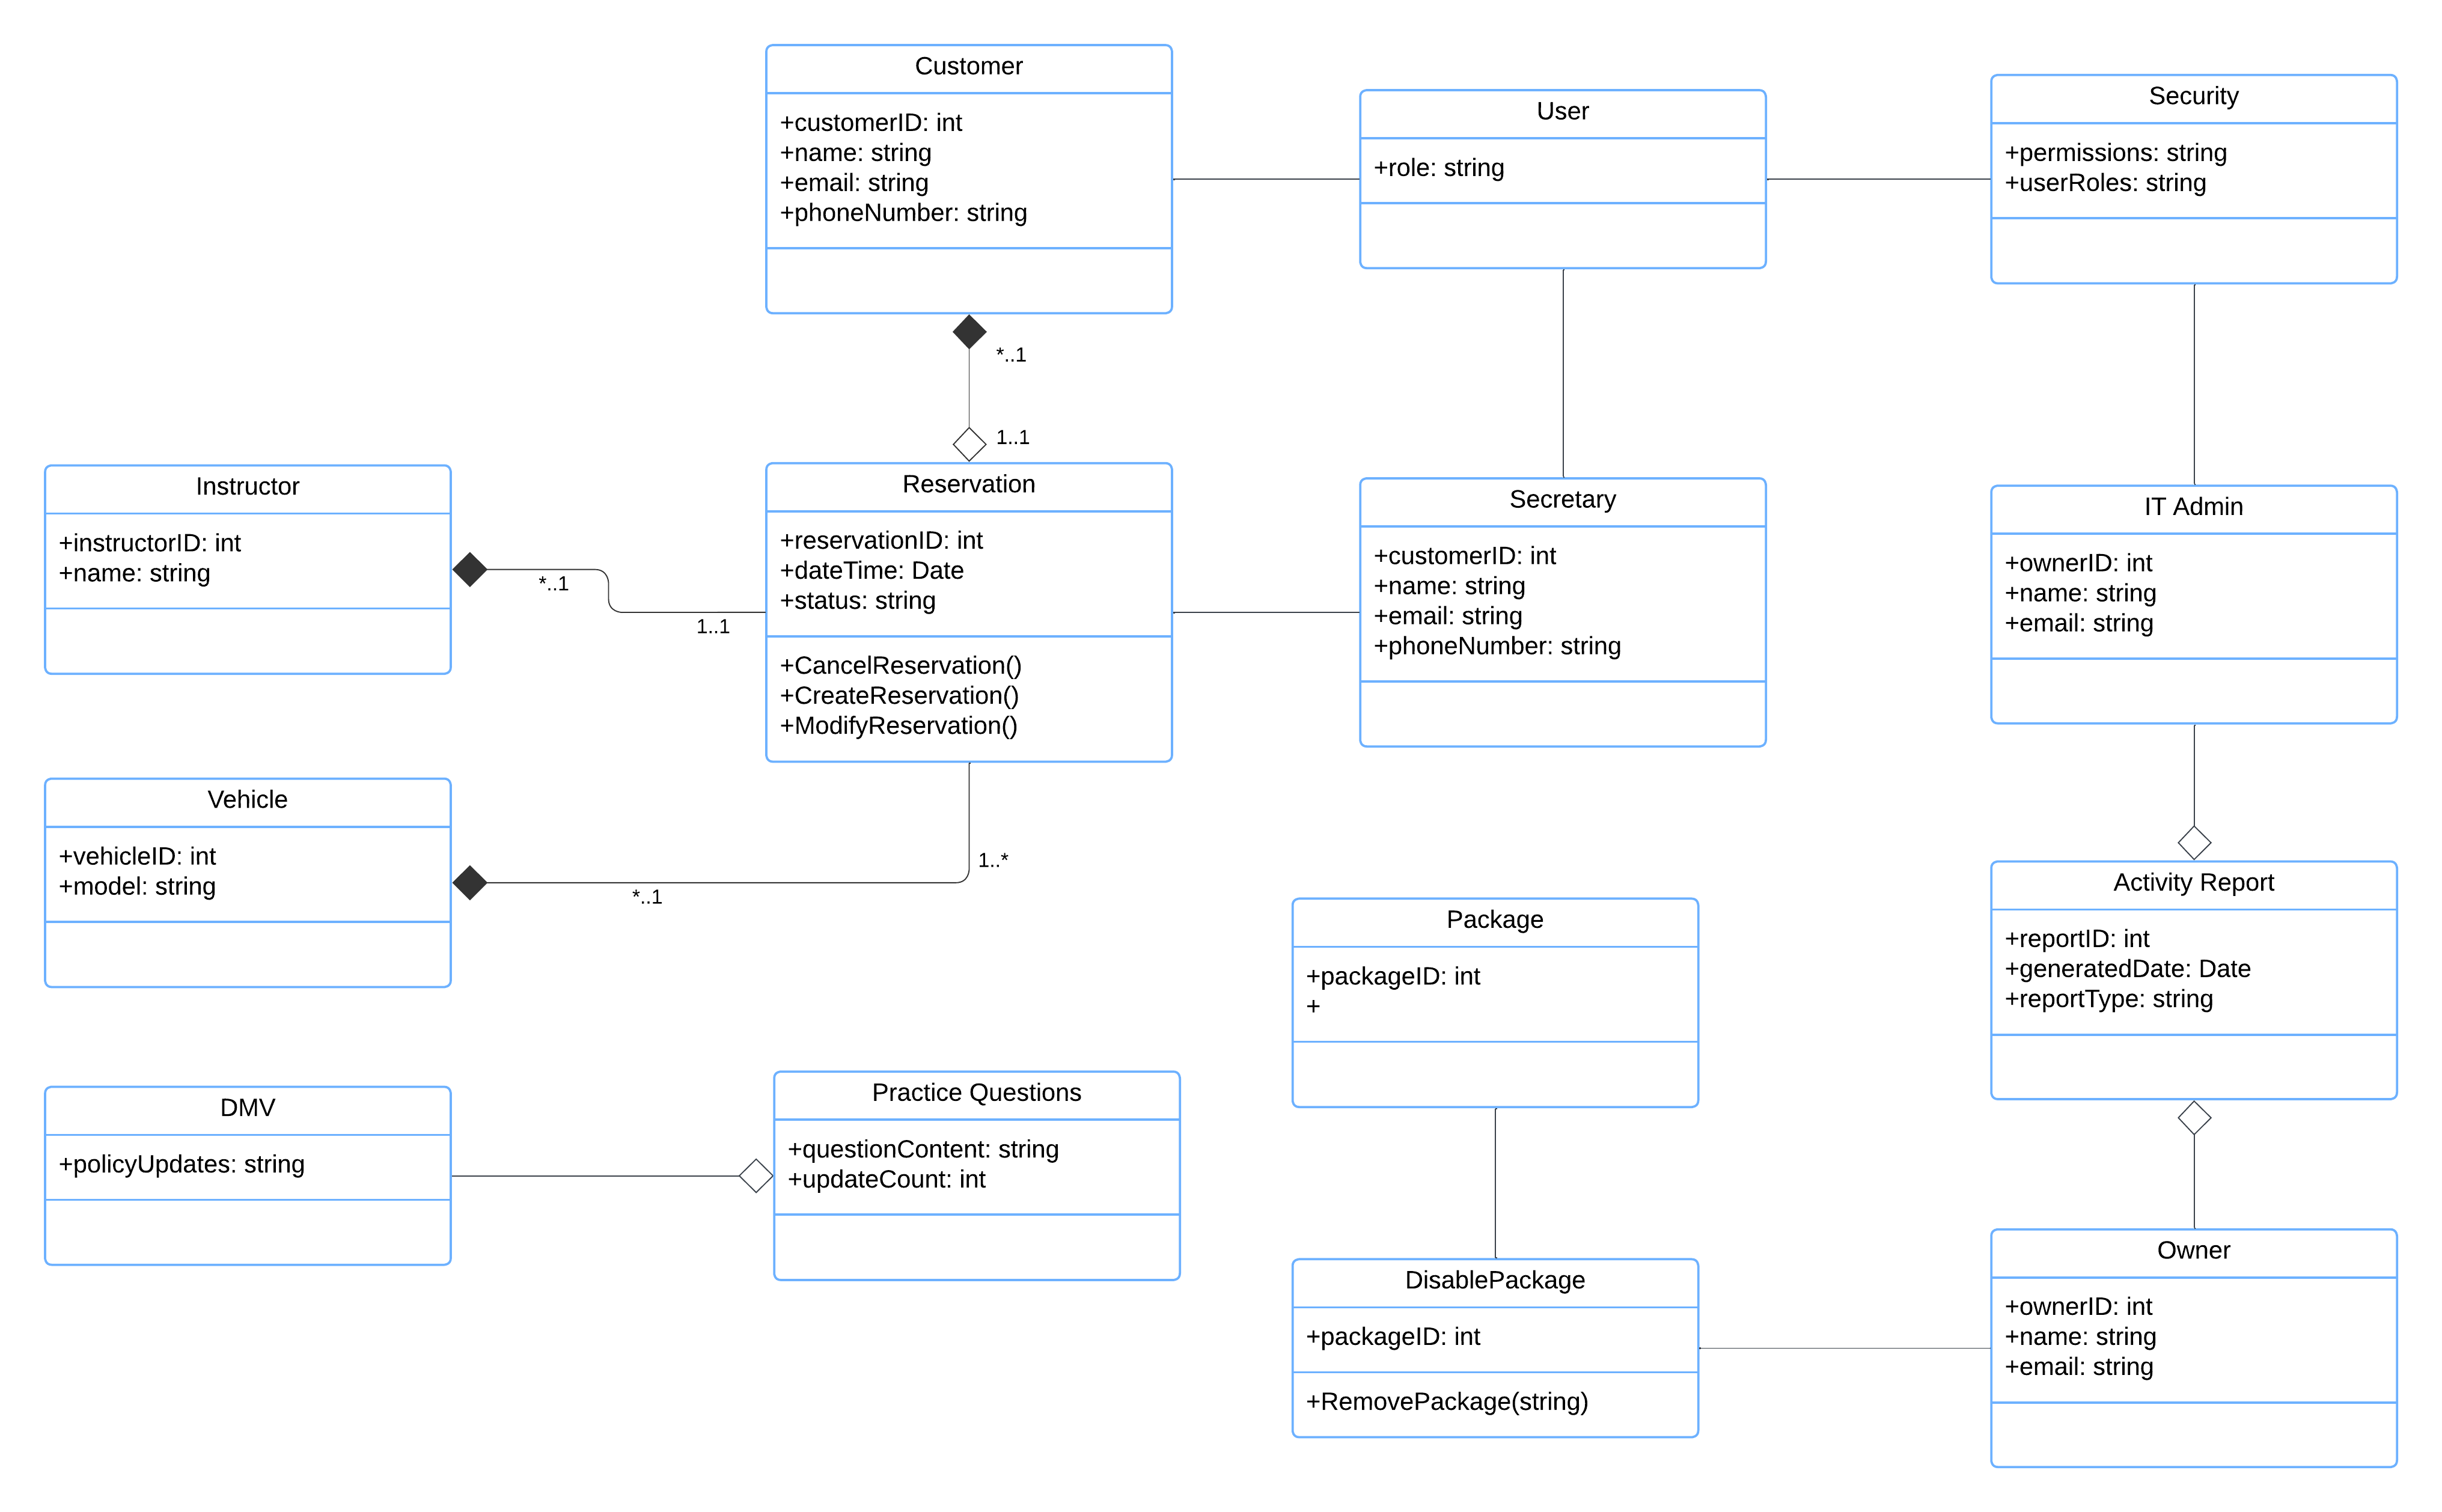 Customer
+customerID: int
+name: string
+email: string
+phoneNumber: string
User
+role: string
Security
+permissions: string
+userRoles: string
*..1
1..1
Instructor
+instructorID: int
+name: string
*..1
1..1
Reservation
+reservationID: int
+dateTime: Date
+status: string
+CancelReservation()
+CreateReservation()
+ModifyReservation()
Secretary
+customerID: int
+name: string
+email: string
+phoneNumber: string
IT Admin
+ownerID: int
+name: string
+email: string
Vehicle
+vehicleID: int
+model: string
*..1
1..*
Package
+packageID: int
+
Activity Report
+reportID: int
+generatedDate: Date
+reportType: string
DMV
+policyUpdates: string
Practice Questions
+questionContent: string
+updateCount: int
DisablePackage
+packageID: int
+RemovePackage(string)
Owner
+ownerID: int
+name: string
+email: string